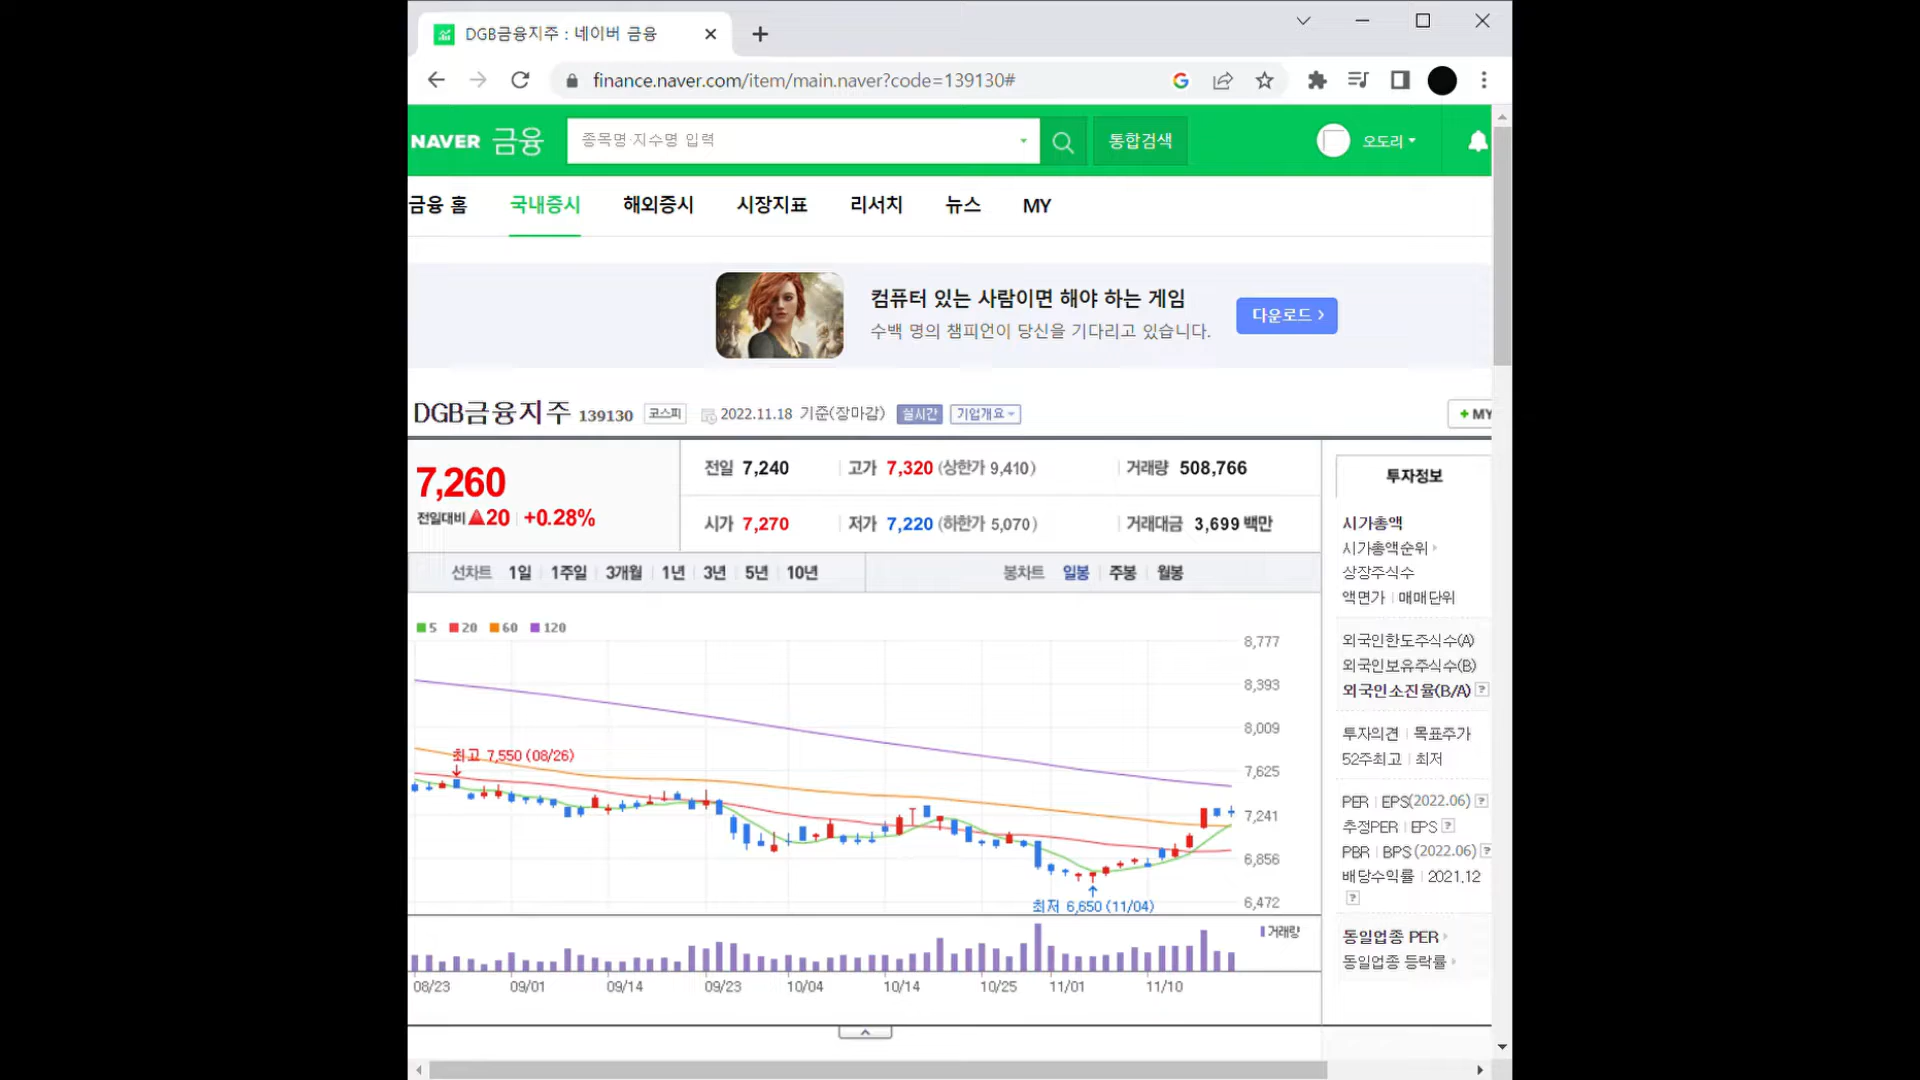 DGB금융지주 : 네이버 금융
finance.naver.com/item/main.naver?code=139130#
NAVER 금융
종목명·지수명 입력
통합검색
오도리
금융 홈 국내증시 해외증시 시장지표 리서치 뉴스 MY
컴퓨터 있는 사람이면 해야 하는 게임
수백 명의 챔피언이 당신을 기다리고 있습니다.
다운로드
DGB금융지주 139130 코스피 2022.11.18 기준(장마감) 실시간 기업개요
+ MY
7,260
전일대비 ▲20 +0.28%
전일 7,240 고가 7,320 (상한가 9,410) 거래량 508,766
시가 7,270 저가 7,220 (하한가 5,070) 거래대금 3,699 백만
선차트 1일 1주일 3개월 1년 3년 5년 10년 봉차트 일봉 주봉 월봉
5 20 60 120
8,777
8,393
8,009
7,625
7,241
6,856
6,472
최고 7,550 (08/26)
최저 6,650 (11/04)
거래량
08/23 09/01 09/14 09/23 10/04 10/14 10/25 11/01 11/10
투자정보
시가총액
시가총액순위
상장주식수
액면가 매매단위
외국인한도주식수(A)
외국인보유주식수(B)
외국인소진율(B/A) ?
투자의견 목표주가
52주최고 최저
PER EPS(2022.06) ?
추정PER EPS ?
PBR BPS (2022.06) ?
배당수익률 2021.12
?
동일업종 PER
동일업종 등락률